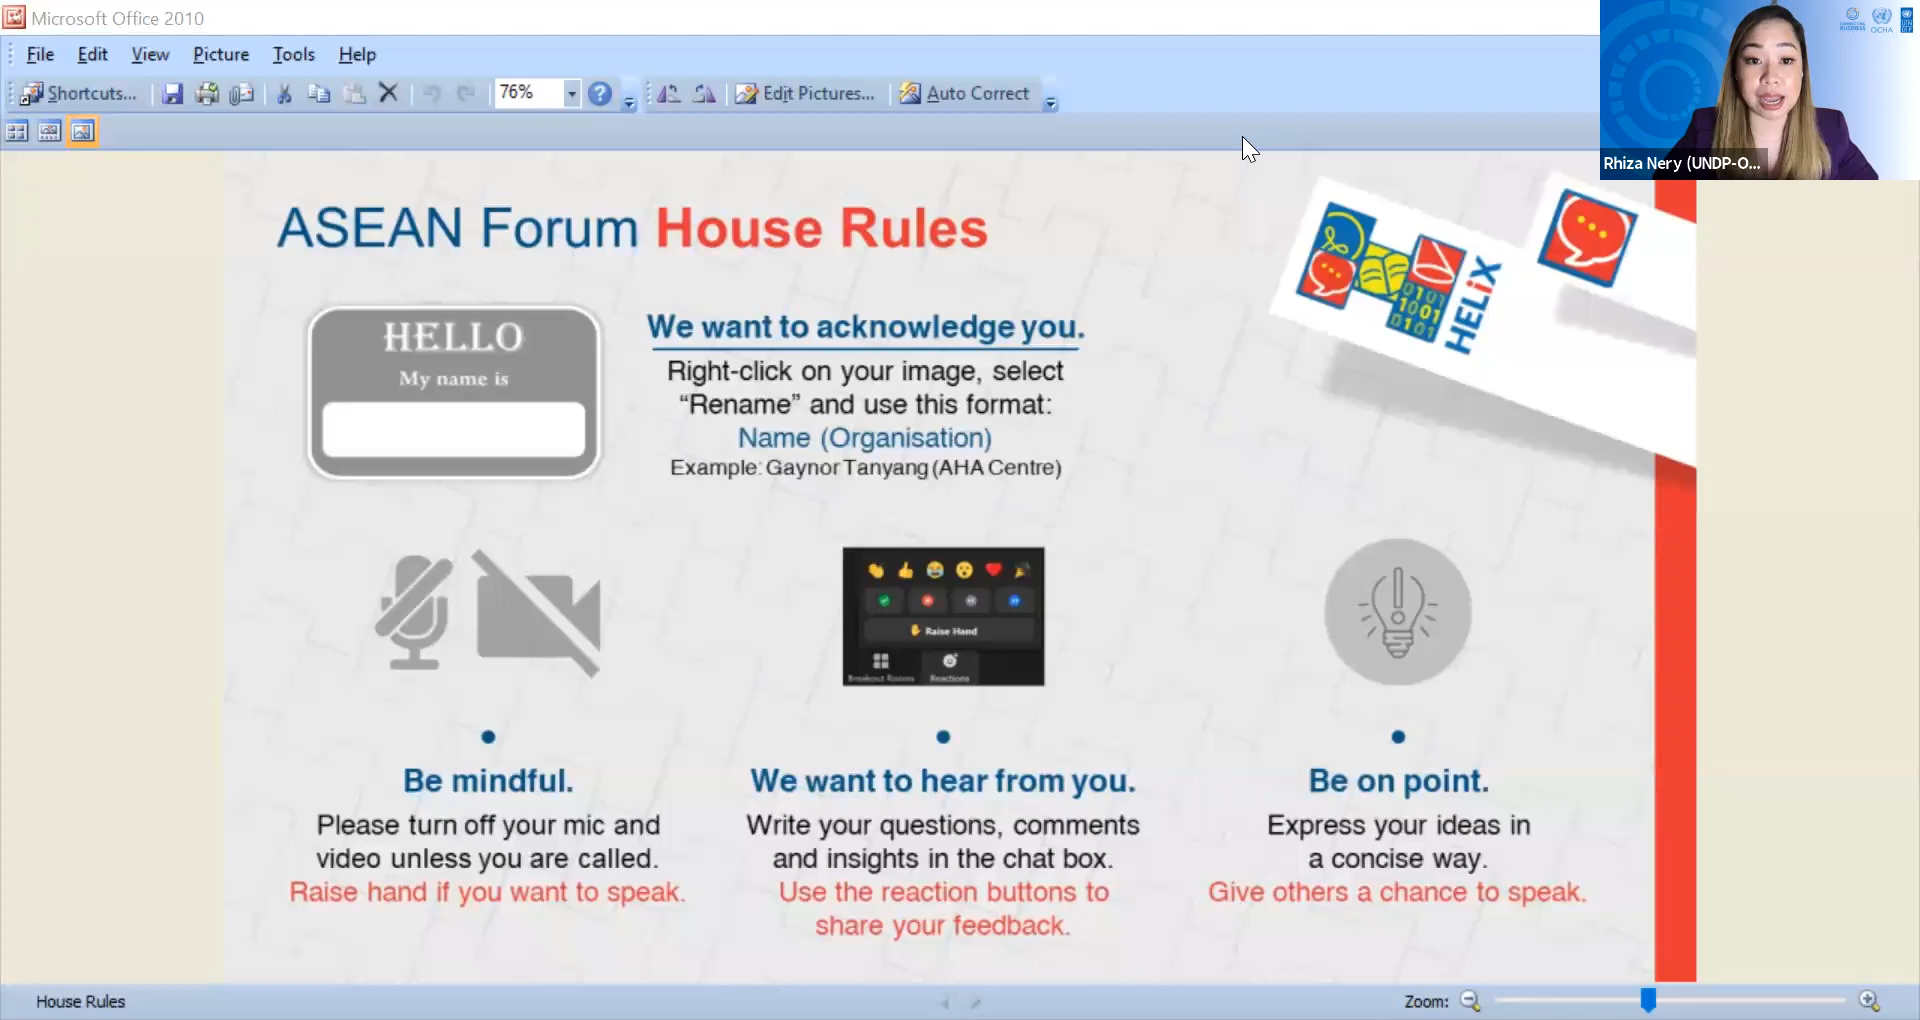 Microsoft Office 2010
File Edit View Picture Tools Help
Shortcuts... 76% Edit Pictures... Auto Correct
OCHA
Rhiza Nery (UNDP-O...
ASEAN Forum House Rules
HELiX
0101
1001
0101
HELLO
My name is
We want to acknowledge you.
Right-click on your image, select
“Rename” and use this format:
Name (Organisation)
Example: Gaynor Tanyang (AHA Centre)
Raise Hand
Breakout Rooms Reactions
Be mindful.
Please turn off your mic and
video unless you are called.
Raise hand if you want to speak.
We want to hear from you.
Write your questions, comments
and insights in the chat box.
Use the reaction buttons to
share your feedback.
Be on point.
Express your ideas in
a concise way.
Give others a chance to speak.
House Rules
Zoom: